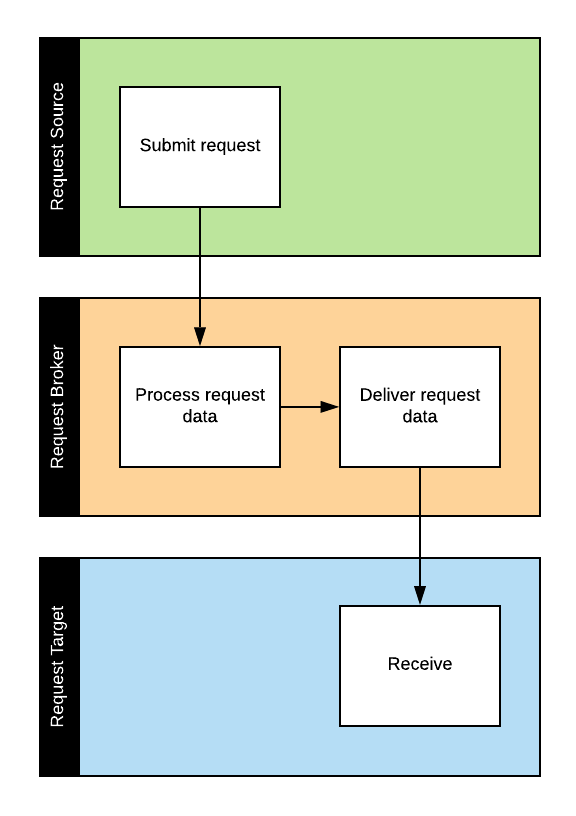 Request Source
Submit request
Request Broker
Process request
data
Deliver request
data
Request Target
Receive